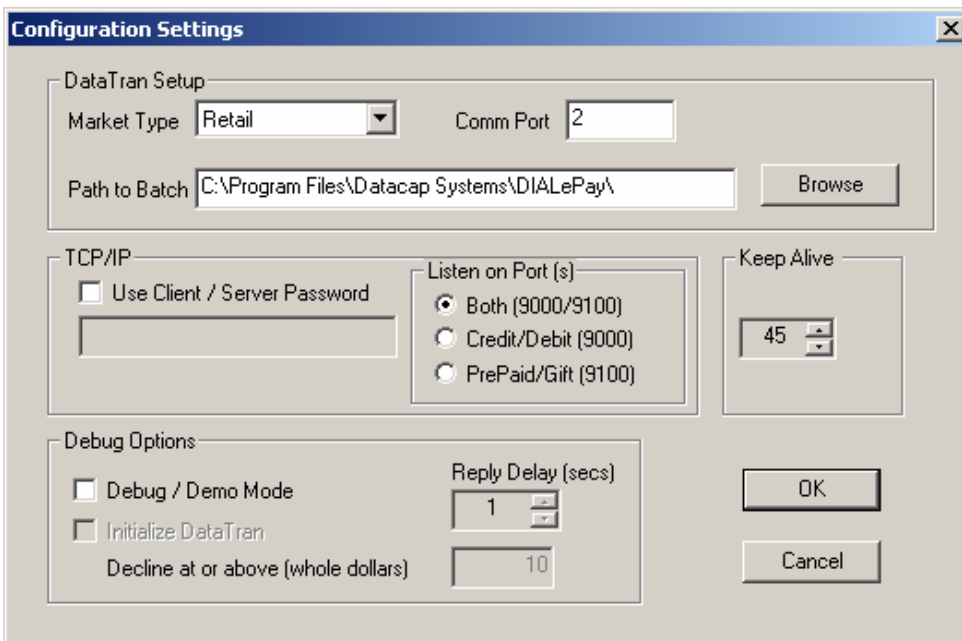 Configuration Settings
DataTran Setup
Market Type Retail Comm Port 2
Path to Batch C:\Program Files\Datacap Systems\DIALePay\ Browse
TCP/IP
Use Client / Server Password
Listen on Port (s)
Both (9000/9100)
Credit/Debit (9000)
PrePaid/Gift (9100)
Keep Alive
45
Debug Options
Debug / Demo Mode
Initialize DataTran
Reply Delay (secs)
1
Decline at or above (whole dollars) 10
OK
Cancel